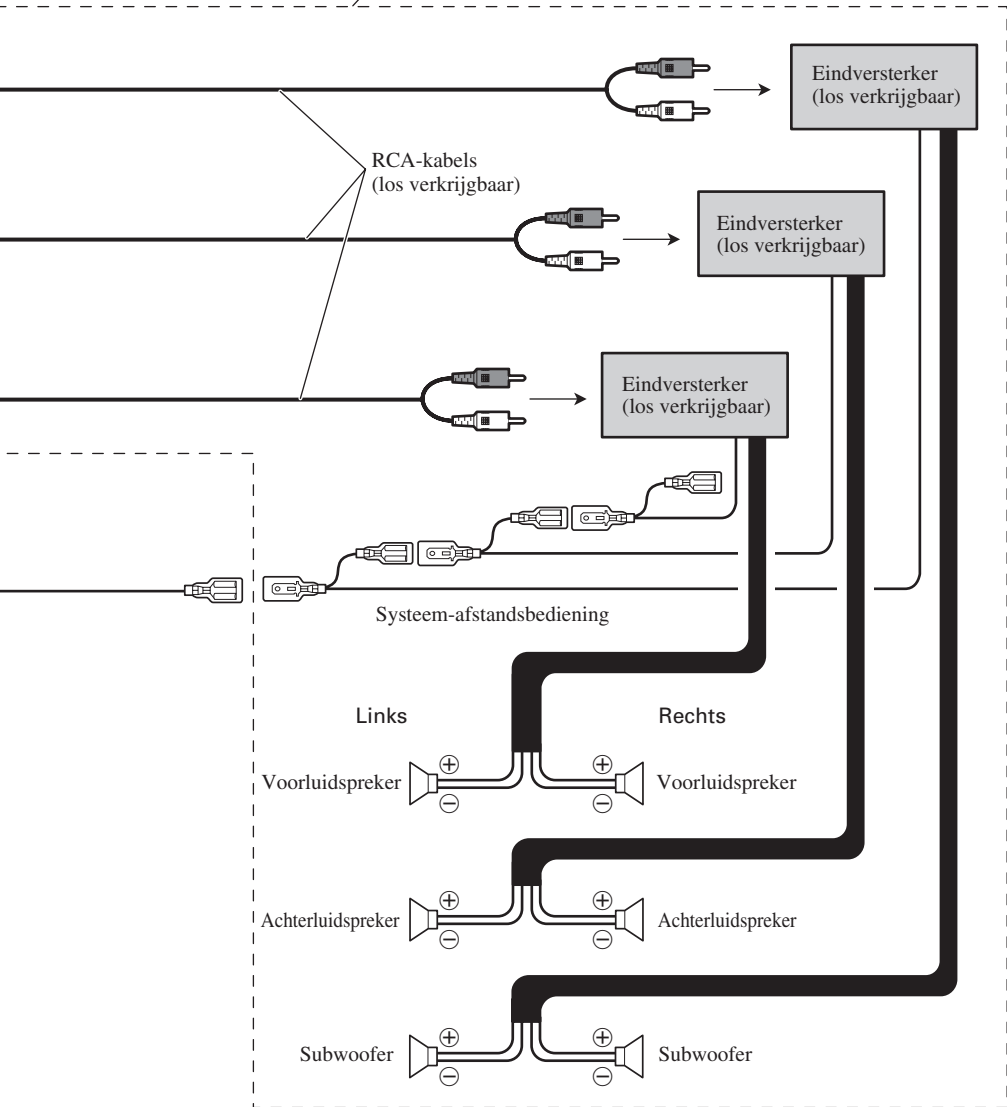 Eindversterker
(los verkrijgbaar)
RCA-kabels
(los verkrijgbaar)
Eindversterker
(los verkrijgbaar)
Eindversterker
(los verkrijgbaar)
Systeem-afstandsbediening
Links
Rechts
Voorluidspreker
+
−
+
−
Voorluidspreker
Achterluidspreker
+
−
+
−
Achterluidspreker
Subwoofer
+
−
+
−
Subwoofer